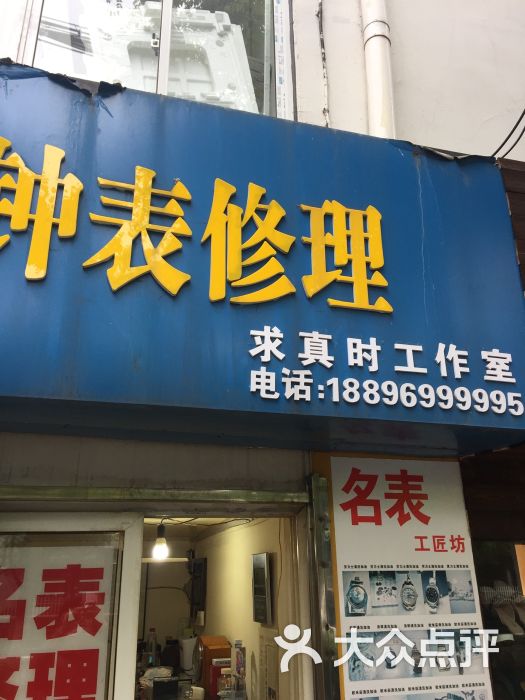 钟表修理
求真时工作室
电话:18896999995
名表
工匠坊
名表
修理
大众点评